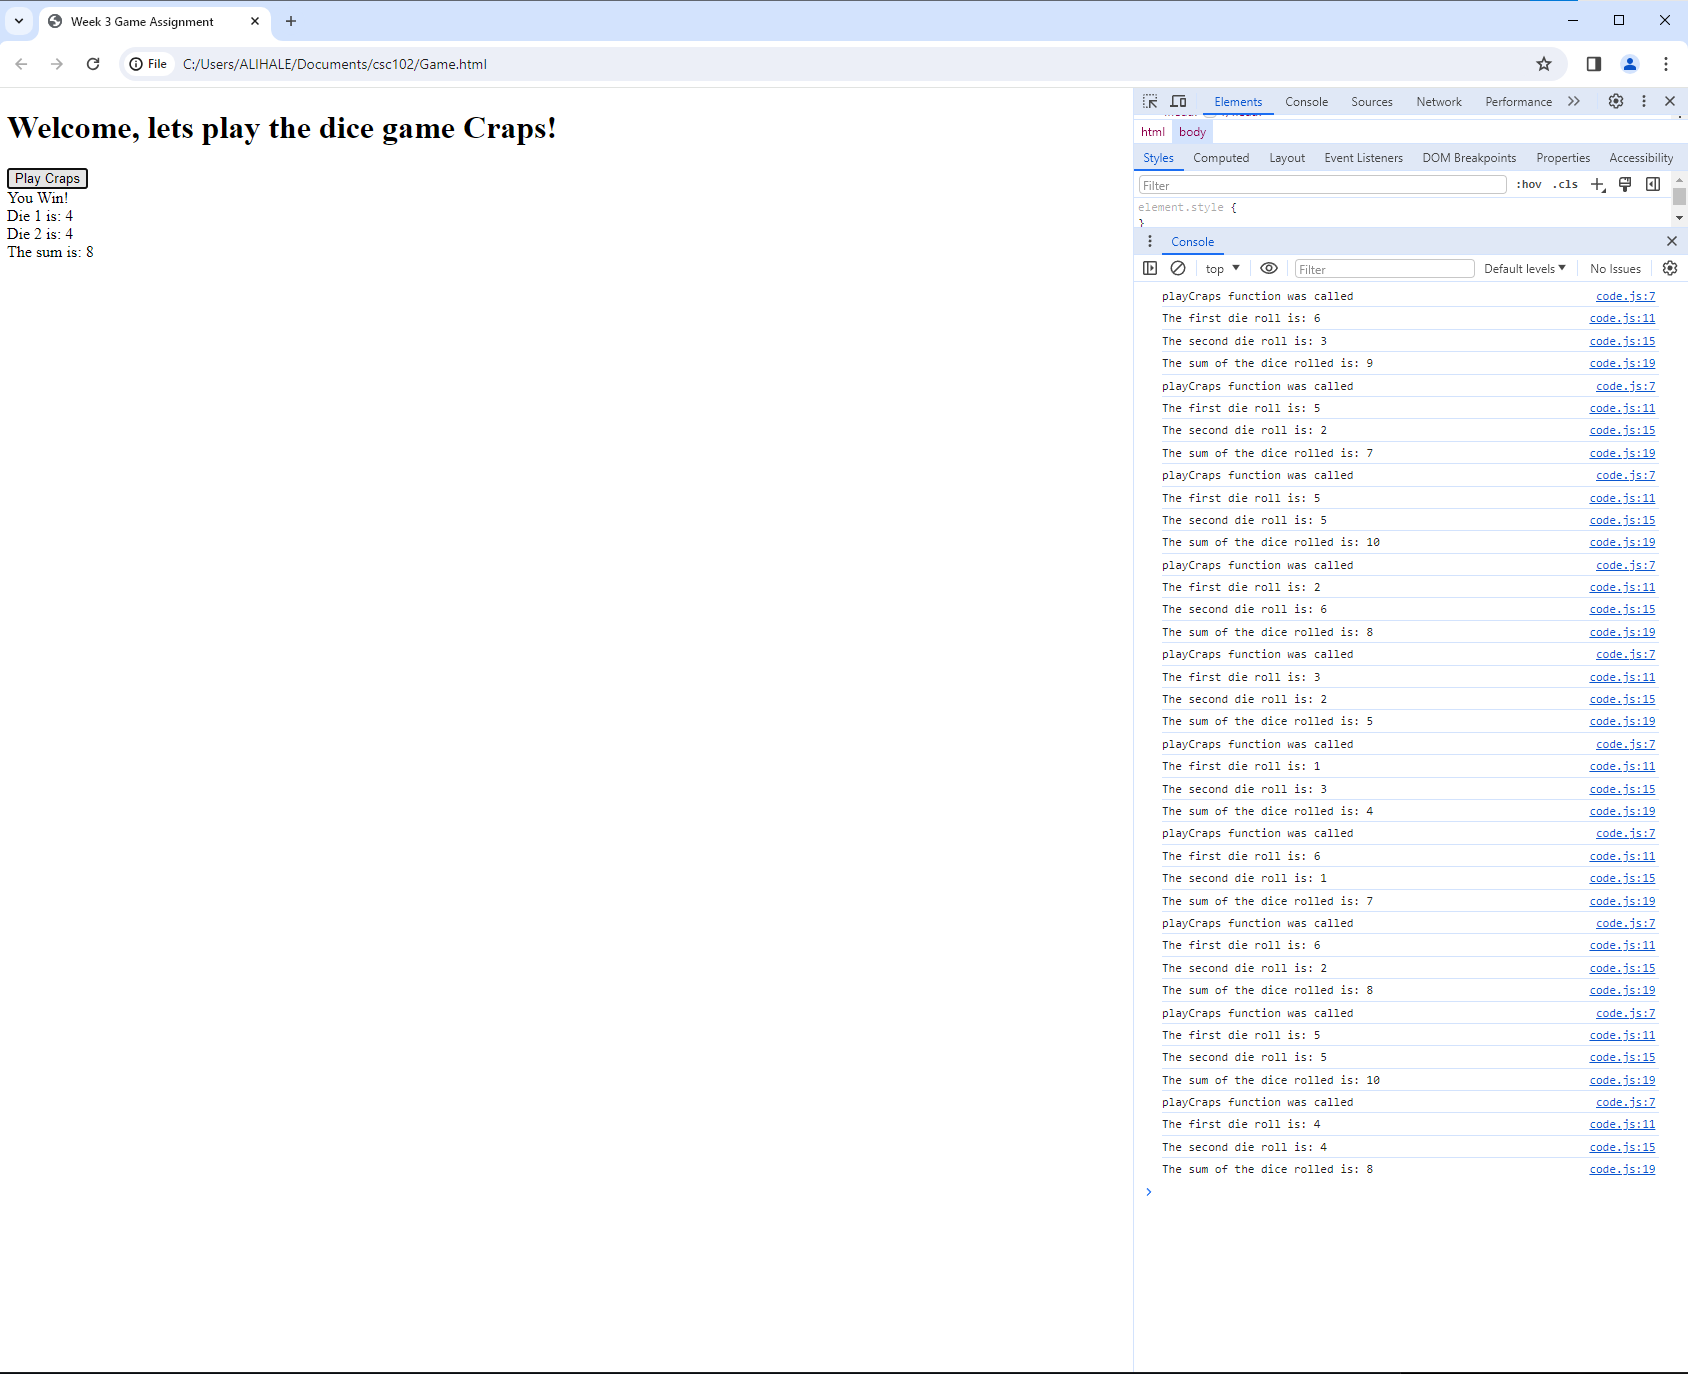 Week 3 Game Assignment
File C:/Users/ALIHALE/Documents/csc102/Game.html
Welcome, lets play the dice game Craps!
Play Craps
You Win!
Die 1 is: 4
Die 2 is: 4
The sum is: 8
Elements Console Sources Network Performance
html body
Styles Computed Layout Event Listeners DOM Breakpoints Properties Accessibility
Filter :hov .cls
element.style {
}
Console
top Filter Default levels No Issues
playCraps function was called code.js:7
The first die roll is: 6 code.js:11
The second die roll is: 3 code.js:15
The sum of the dice rolled is: 9 code.js:19
playCraps function was called code.js:7
The first die roll is: 5 code.js:11
The second die roll is: 2 code.js:15
The sum of the dice rolled is: 7 code.js:19
playCraps function was called code.js:7
The first die roll is: 5 code.js:11
The second die roll is: 5 code.js:15
The sum of the dice rolled is: 10 code.js:19
playCraps function was called code.js:7
The first die roll is: 2 code.js:11
The second die roll is: 6 code.js:15
The sum of the dice rolled is: 8 code.js:19
playCraps function was called code.js:7
The first die roll is: 3 code.js:11
The second die roll is: 2 code.js:15
The sum of the dice rolled is: 5 code.js:19
playCraps function was called code.js:7
The first die roll is: 1 code.js:11
The second die roll is: 3 code.js:15
The sum of the dice rolled is: 4 code.js:19
playCraps function was called code.js:7
The first die roll is: 6 code.js:11
The second die roll is: 1 code.js:15
The sum of the dice rolled is: 7 code.js:19
playCraps function was called code.js:7
The first die roll is: 6 code.js:11
The second die roll is: 2 code.js:15
The sum of the dice rolled is: 8 code.js:19
playCraps function was called code.js:7
The first die roll is: 5 code.js:11
The second die roll is: 5 code.js:15
The sum of the dice rolled is: 10 code.js:19
playCraps function was called code.js:7
The first die roll is: 4 code.js:11
The second die roll is: 4 code.js:15
The sum of the dice rolled is: 8 code.js:19